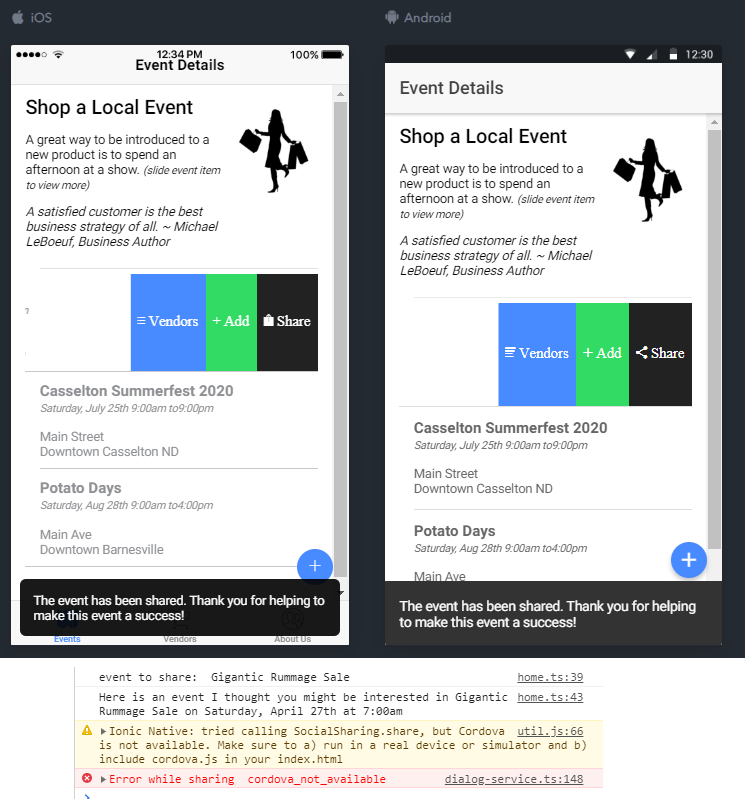 iOS
12:34 PM
100%
Event Details
Shop a Local Event
A great way to be introduced to a
new product is to spend an
afternoon at a show. (slide event item
to view more)
A satisfied customer is the best
business strategy of all. ~ Michael
LeBoeuf, Business Author
Vendors
Add
Share
Casselton Summerfest 2020
Saturday, July 25th 9:00am to9:00pm
Main Street
Downtown Casselton ND
Potato Days
Saturday, Aug 28th 9:00am to4:00pm
Main Ave
Downtown Barnesville
+
The event has been shared. Thank you for helping to
make this event a success!
Events
Vendors
About Us
Android
12:30
Event Details
Shop a Local Event
A great way to be introduced to a
new product is to spend an
afternoon at a show. (slide event item
to view more)
A satisfied customer is the best
business strategy of all. ~ Michael
LeBoeuf, Business Author
Vendors
+ Add
Share
Casselton Summerfest 2020
Saturday, July 25th 9:00am to9:00pm
Main Street
Downtown Casselton ND
Potato Days
Saturday, Aug 28th 9:00am to4:00pm
Main Ave
+
The event has been shared. Thank you for helping
to make this event a success!
event to share:  Gigantic Rummage Sale home.ts:39
Here is an event I thought you might be interested in Gigantic home.ts:43
Rummage Sale on Saturday, April 27th at 7:00am
Ionic Native: tried calling SocialSharing.share, but Cordova util.js:66
is not available. Make sure to a) run in a real device or simulator and b)
include cordova.js in your index.html
Error while sharing  cordova_not_available dialog-service.ts:148